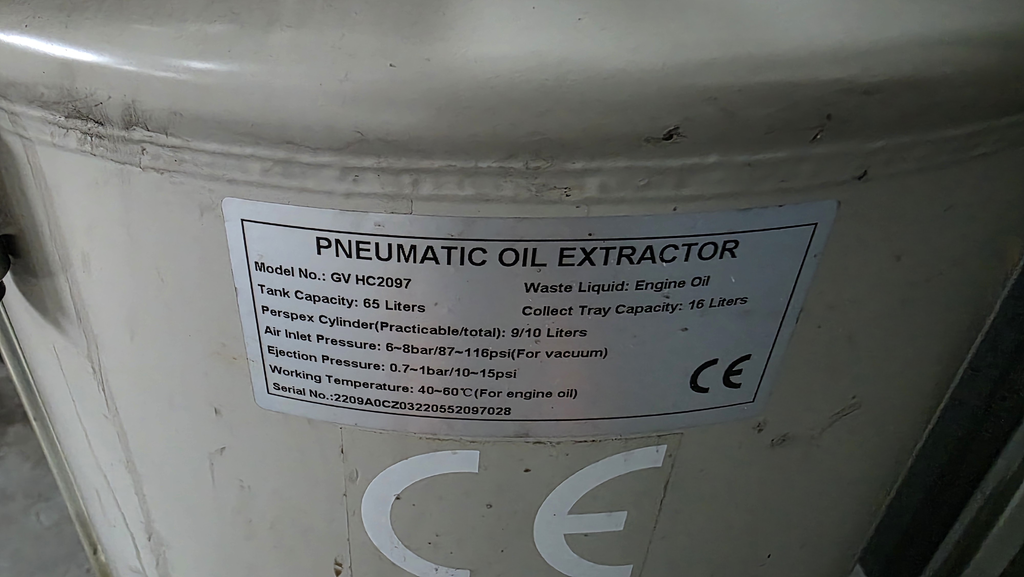 PNEUMATIC OIL EXTRACTOR
Model No.: GV HC2097 Waste Liquid: Engine Oil
Tank Capacity: 65 Liters Collect Tray Capacity: 16 Liters
Perspex Cylinder(Practicable/total): 9/10 Liters
Air Inlet Pressure: 6~8bar/87~116psi(For vacuum)
Ejection Pressure: 0.7~1bar/10~15psi
Working Temperature: 40~60℃(For engine oil)
Serial No.:2209A0CZ03220552097028
CE
CE